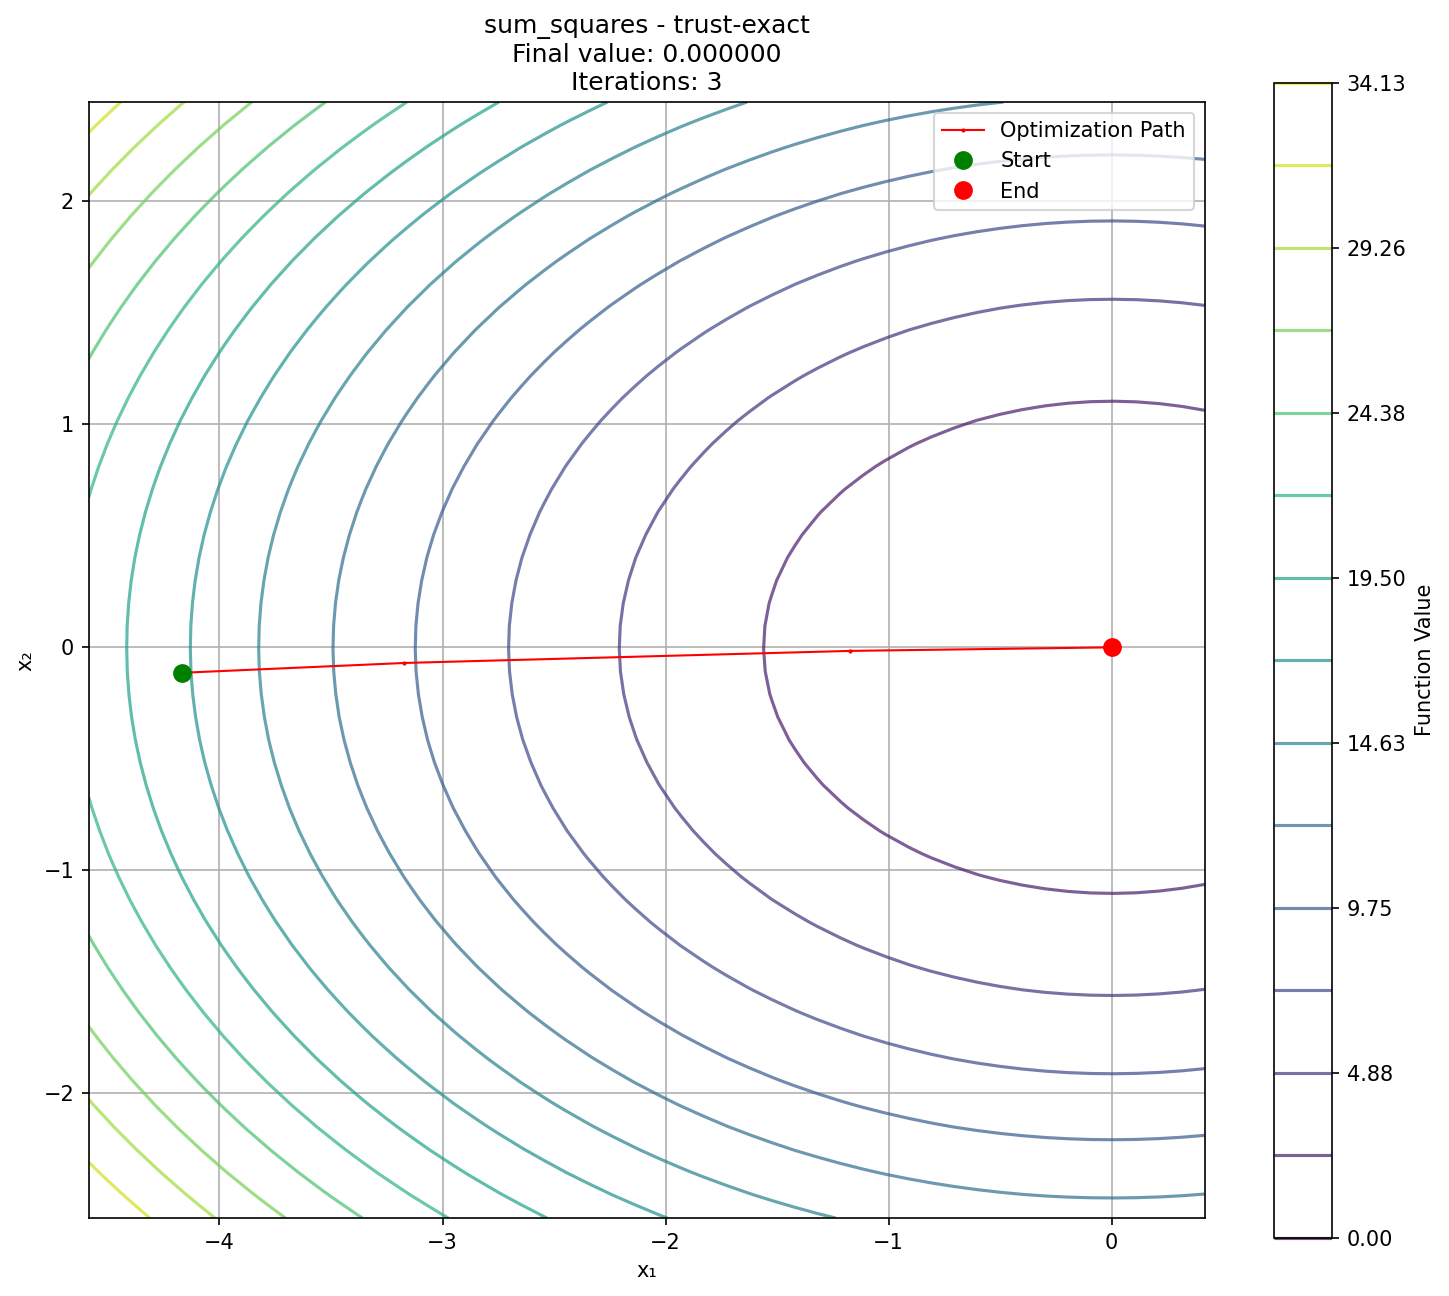 sum_squares - trust-exact
Final value: 0.000000
Iterations: 3
Optimization Path
Start
End
2
1
0
−1
−2
x₂
−4
−3
−2
−1
0
x₁
34.13
29.26
24.38
19.50
14.63
9.75
4.88
0.00
Function Value